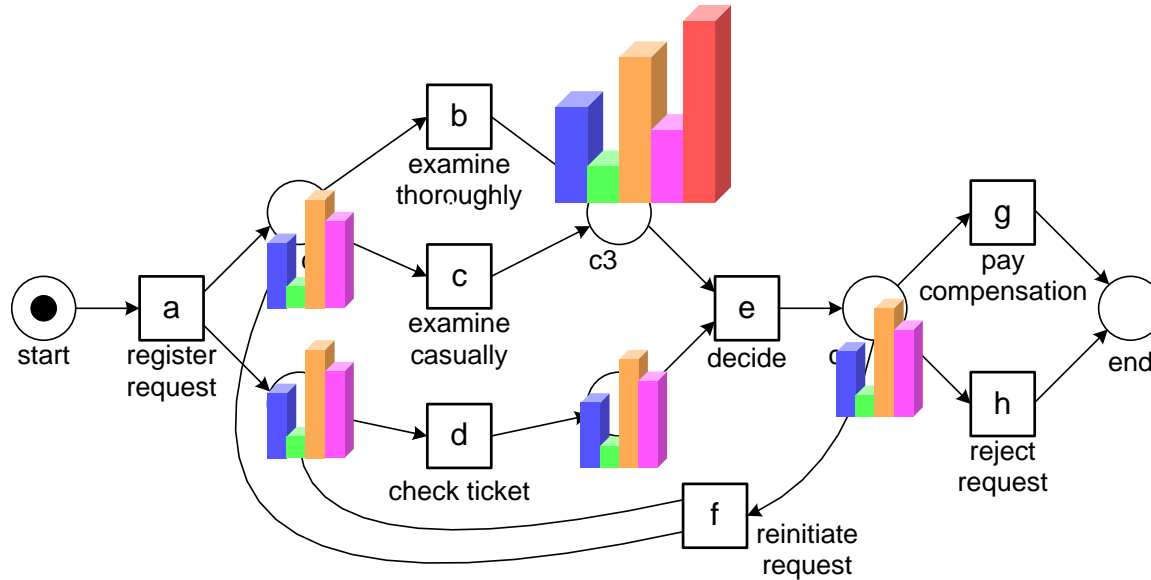 b
examine
thoroughly
c
examine
casually
c3
a
register
request
start
d
check ticket
e
decide
f
reinitiate
request
g
pay
compensation
h
reject
request
end